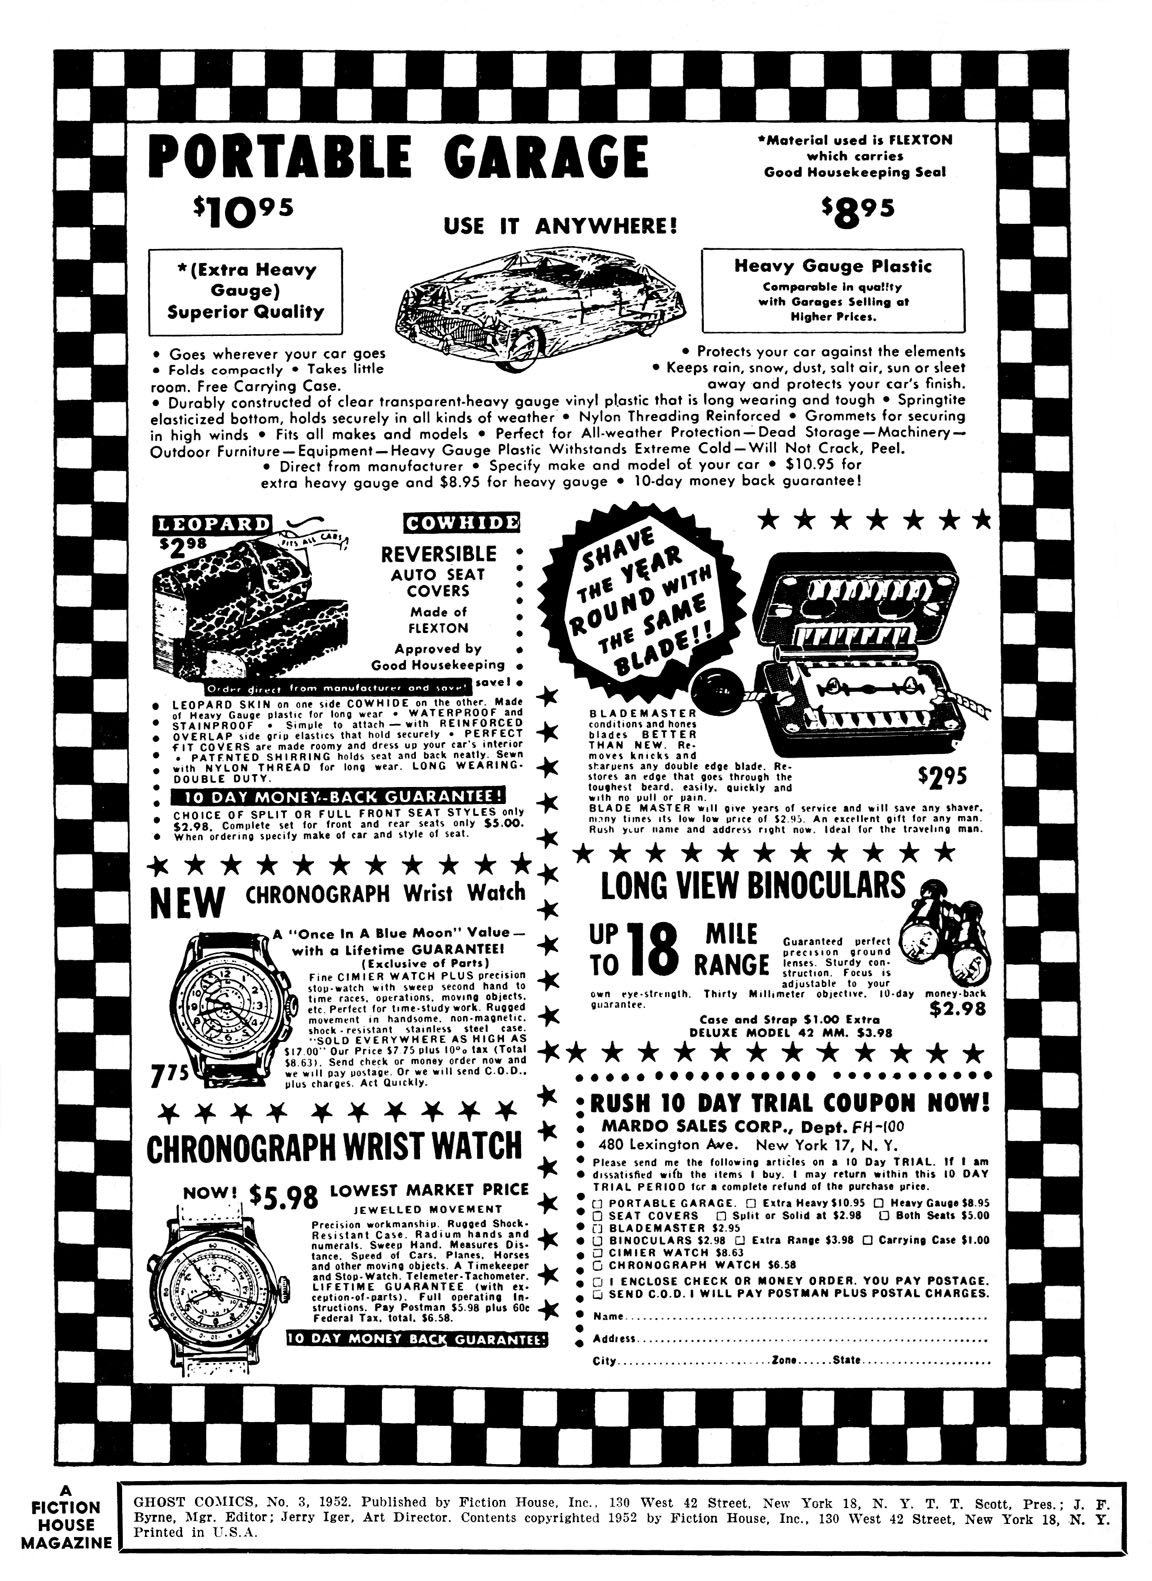 PORTABLE GARAGE
*Material used is FLEXTON
which carries
Good Housekeeping Seal
$1095
USE IT ANYWHERE!
$895
*(Extra Heavy
Gauge)
Superior Quality
Heavy Gauge Plastic
Comparable in quality
with Garages Selling at
Higher Prices.
• Goes wherever your car goes
• Folds compactly • Takes little
room. Free Carrying Case.
• Protects your car against the elements
• Keeps rain, snow, dust, salt air, sun or sleet
away and protects your car's finish.
• Durably constructed of clear transparent-heavy gauge vinyl plastic that is long wearing and tough • Springtite
elasticized bottom, holds securely in all kinds of weather • Nylon Threading Reinforced • Grommets for securing
in high winds • Fits all makes and models • Perfect for All-weather Protection—Dead Storage—Machinery—
Outdoor Furniture—Equipment—Heavy Gauge Plastic Withstands Extreme Cold—Will Not Crack, Peel.
• Direct from manufacturer • Specify make and model of your car • $10.95 for
extra heavy gauge and $8.95 for heavy gauge • 10-day money back guarantee!
LEOPARD
$298
FITS ALL CARS
COWHIDE
REVERSIBLE
AUTO SEAT
COVERS
Made of
FLEXTON
Approved by
Good Housekeeping
Order direct from manufacturer and save! save!
LEOPARD SKIN on one side COWHIDE on the other. Made
of Heavy Gauge plastic for long wear • WATERPROOF and
STAINPROOF • Simple to attach—with REINFORCED
OVERLAP side grip elastics that hold securely • PERFECT
FIT COVERS are made roomy and dress up your car's interior
• PATENTED SHIRRING holds seat and back neatly. Sewn
with NYLON THREAD for long wear. LONG WEARING-
DOUBLE DUTY.
10 DAY MONEY-BACK GUARANTEE!
CHOICE OF SPLIT OR FULL FRONT SEAT STYLES only
$2.98. Complete set for front and rear seats only $5.00.
When ordering specify make of car and style of seat.
SHAVE
THE YEAR
ROUND WITH
THE SAME
BLADE!!
BLADEMASTER
conditions and hones
blades BETTER
THAN NEW. Re-
moves knicks and
sharpens any double edge blade. Re-
stores an edge that goes through the
toughest beard, easily, quickly and
with no pull or pain.
$295
BLADE MASTER will give years of service and will save any shaver,
many times its low low price of $2.95. An excellent gift for any man.
Rush your name and address right now. Ideal for the traveling man.
NEW CHRONOGRAPH Wrist Watch
A "Once In A Blue Moon" Value—
with a Lifetime GUARANTEE!
(Exclusive of Parts)
Fine CIMIER WATCH PLUS precision
stop-watch with sweep second hand to
time races, operations, moving objects,
etc. Perfect for time-study work. Rugged
movement in handsome, non-magnetic,
shock-resistant stainless steel case.
"SOLD EVERYWHERE AS HIGH AS
$17.00" Our Price $7.75 plus 10% tax (Total
$8.63). Send check or money order now and
we will pay postage. Or we will send C.O.D.,
plus charges. Act Quickly.
775
LONG VIEW BINOCULARS
UP
TO 18 MILE
RANGE
Guaranteed perfect
precision ground
lenses. Sturdy con-
struction. Focus is
adjustable to your
own eye-strength. Thirty Millimeter objective. 10-day money-back
guarantee.
$2.98
Case and Strap $1.00 Extra
DELUXE MODEL 42 MM. $3.98
CHRONOGRAPH WRIST WATCH
NOW! $5.98 LOWEST MARKET PRICE
JEWELLED MOVEMENT
Precision workmanship. Rugged Shock-
Resistant Case. Radium hands and
numerals. Sweep Hand. Measures Dis-
tance, Speed of Cars, Planes, Horses
and other moving objects. A Timekeeper
and Stop-Watch. Telemeter-Tachometer.
LIFETIME GUARANTEE (with ex-
ception-of-parts). Full operating In-
structions. Pay Postman $5.98 plus 60c
Federal Tax, total, $6.58.
10 DAY MONEY BACK GUARANTEE!
RUSH 10 DAY TRIAL COUPON NOW!
MARDO SALES CORP., Dept. FH-100
480 Lexington Ave. New York 17, N. Y.
Please send me the following articles on a 10 Day TRIAL. If I am
dissatisfied with the items I buy, I may return within this 10 DAY
TRIAL PERIOD for a complete refund of the purchase price.
☐ PORTABLE GARAGE. ☐ Extra Heavy $10.95 ☐ Heavy Gauge $8.95
☐ SEAT COVERS ☐ Split or Solid at $2.98 ☐ Both Seats $5.00
☐ BLADEMASTER $2.95
☐ BINOCULARS $2.98 ☐ Extra Range $3.98 ☐ Carrying Case $1.00
☐ CIMIER WATCH $8.63
☐ CHRONOGRAPH WATCH $6.58
☐ I ENCLOSE CHECK OR MONEY ORDER. YOU PAY POSTAGE.
☐ SEND C.O.D. I WILL PAY POSTMAN PLUS POSTAL CHARGES.
Name
Address
City Zone State
A
FICTION
HOUSE
MAGAZINE
GHOST COMICS, No. 3, 1952. Published by Fiction House, Inc., 130 West 42 Street, New York 18, N. Y. T. T. Scott, Pres.; J. F.
Byrne, Mgr. Editor; Jerry Iger, Art Director. Contents copyrighted 1952 by Fiction House, Inc., 130 West 42 Street, New York 18, N. Y.
Printed in U.S.A.